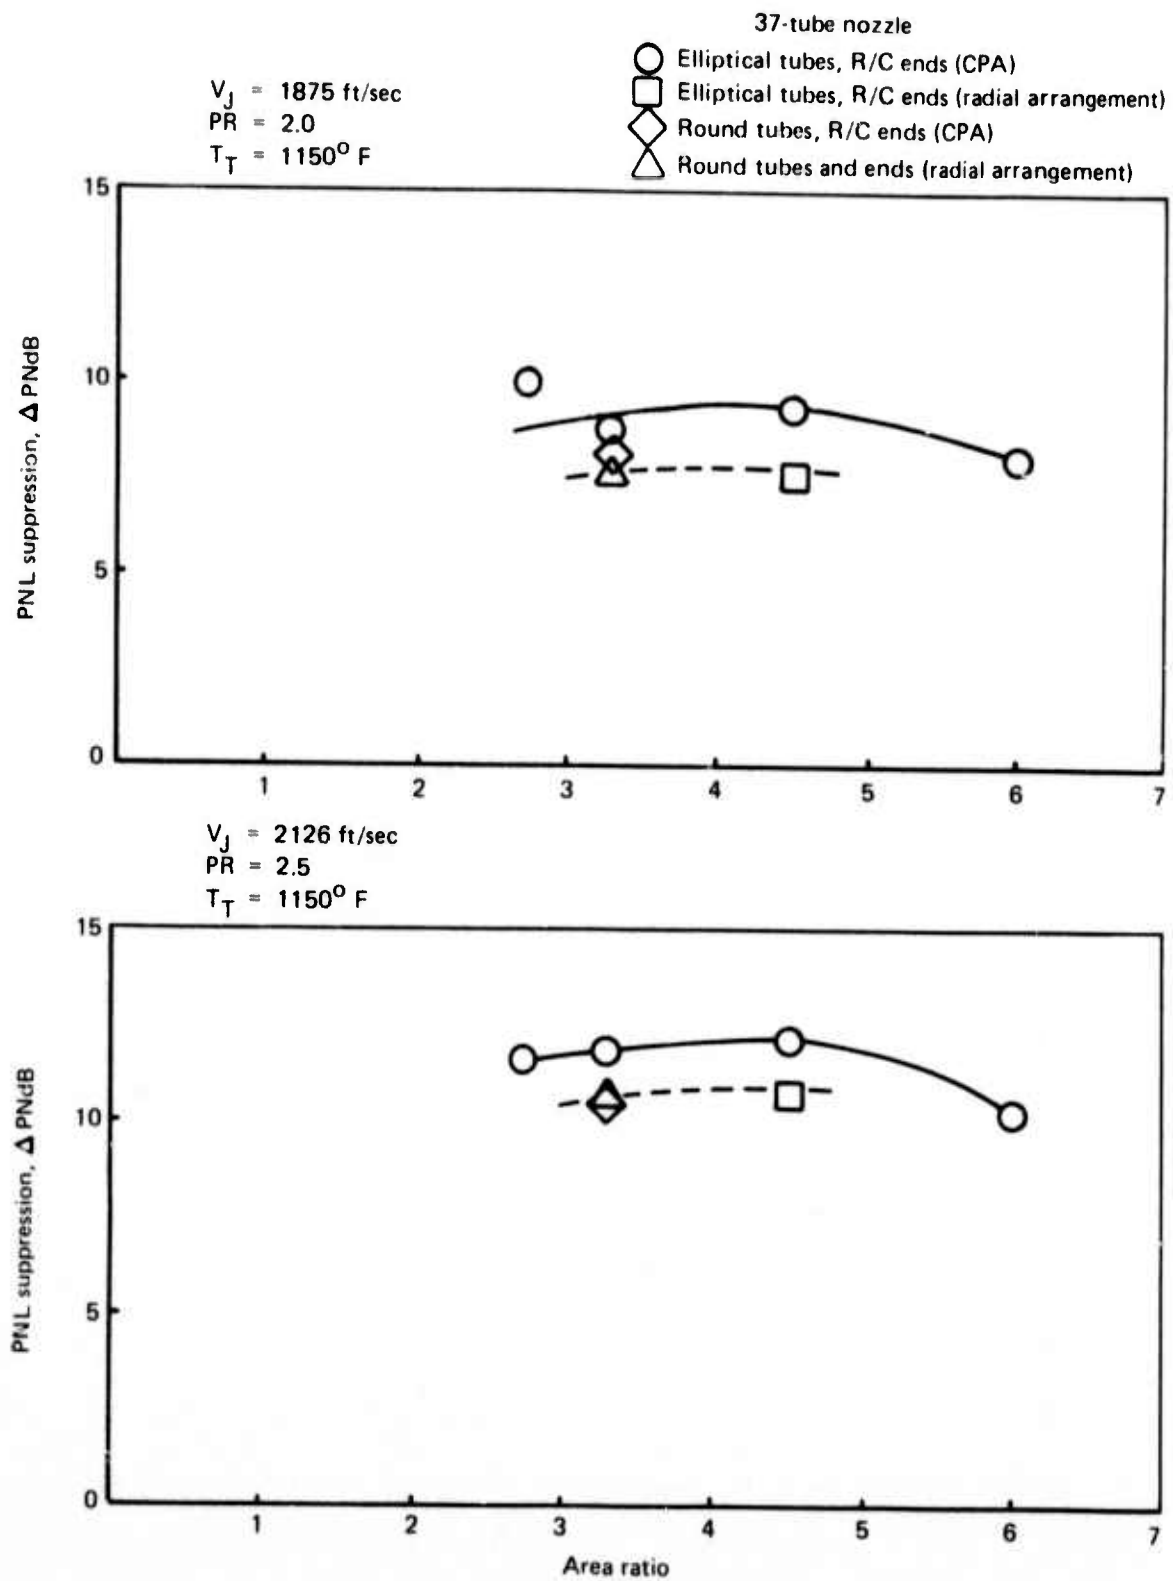 37-tube nozzle
Elliptical tubes, R/C ends (CPA)
Elliptical tubes, R/C ends (radial arrangement)
Round tubes, R/C ends (CPA)
Round tubes and ends (radial arrangement)
VJ = 1875 ft/sec
PR = 2.0
TT = 1150° F
15
10
5
0
PNL suppression, Δ PNdB
1 2 3 4 5 6 7
VJ = 2126 ft/sec
PR = 2.5
TT = 1150° F
15
10
5
0
PNL suppression, Δ PNdB
1 2 3 4 5 6 7
Area ratio